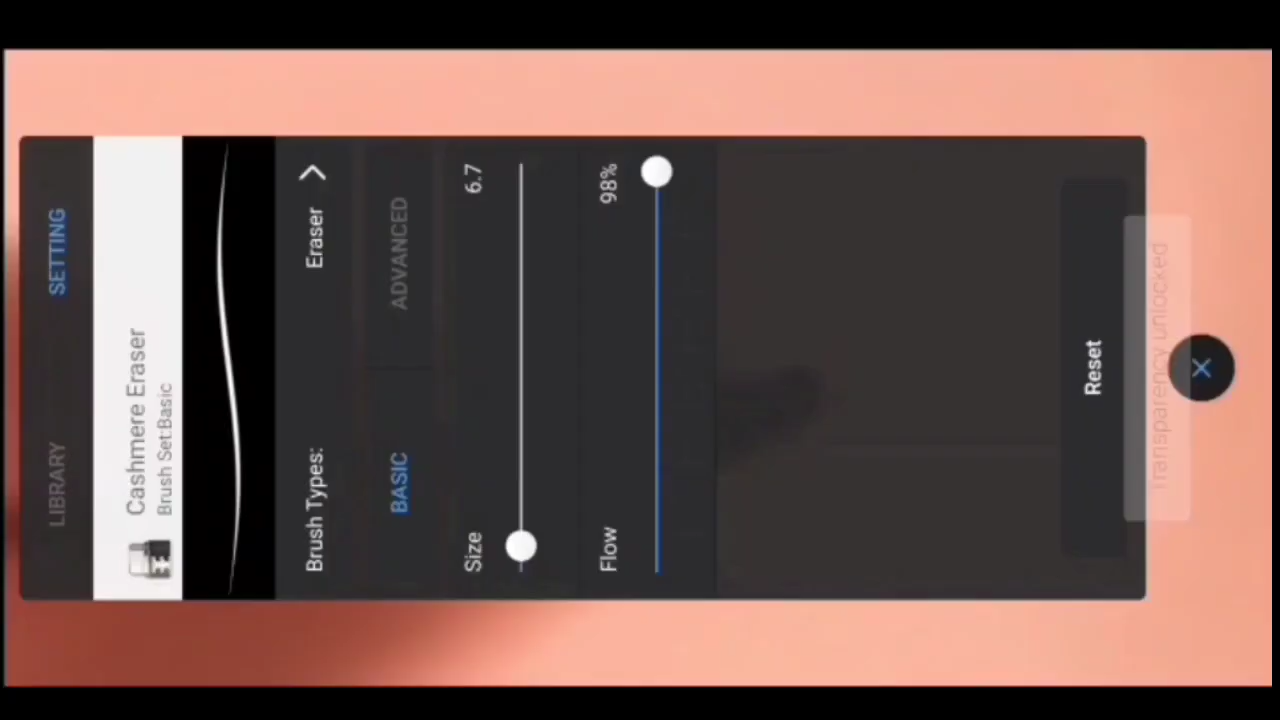 LIBRARY SETTING
Cashmere Eraser
Brush Set:Basic
Brush Types: Eraser
BASIC ADVANCED
Size 6.7
Flow 98%
Reset
Transparency unlocked